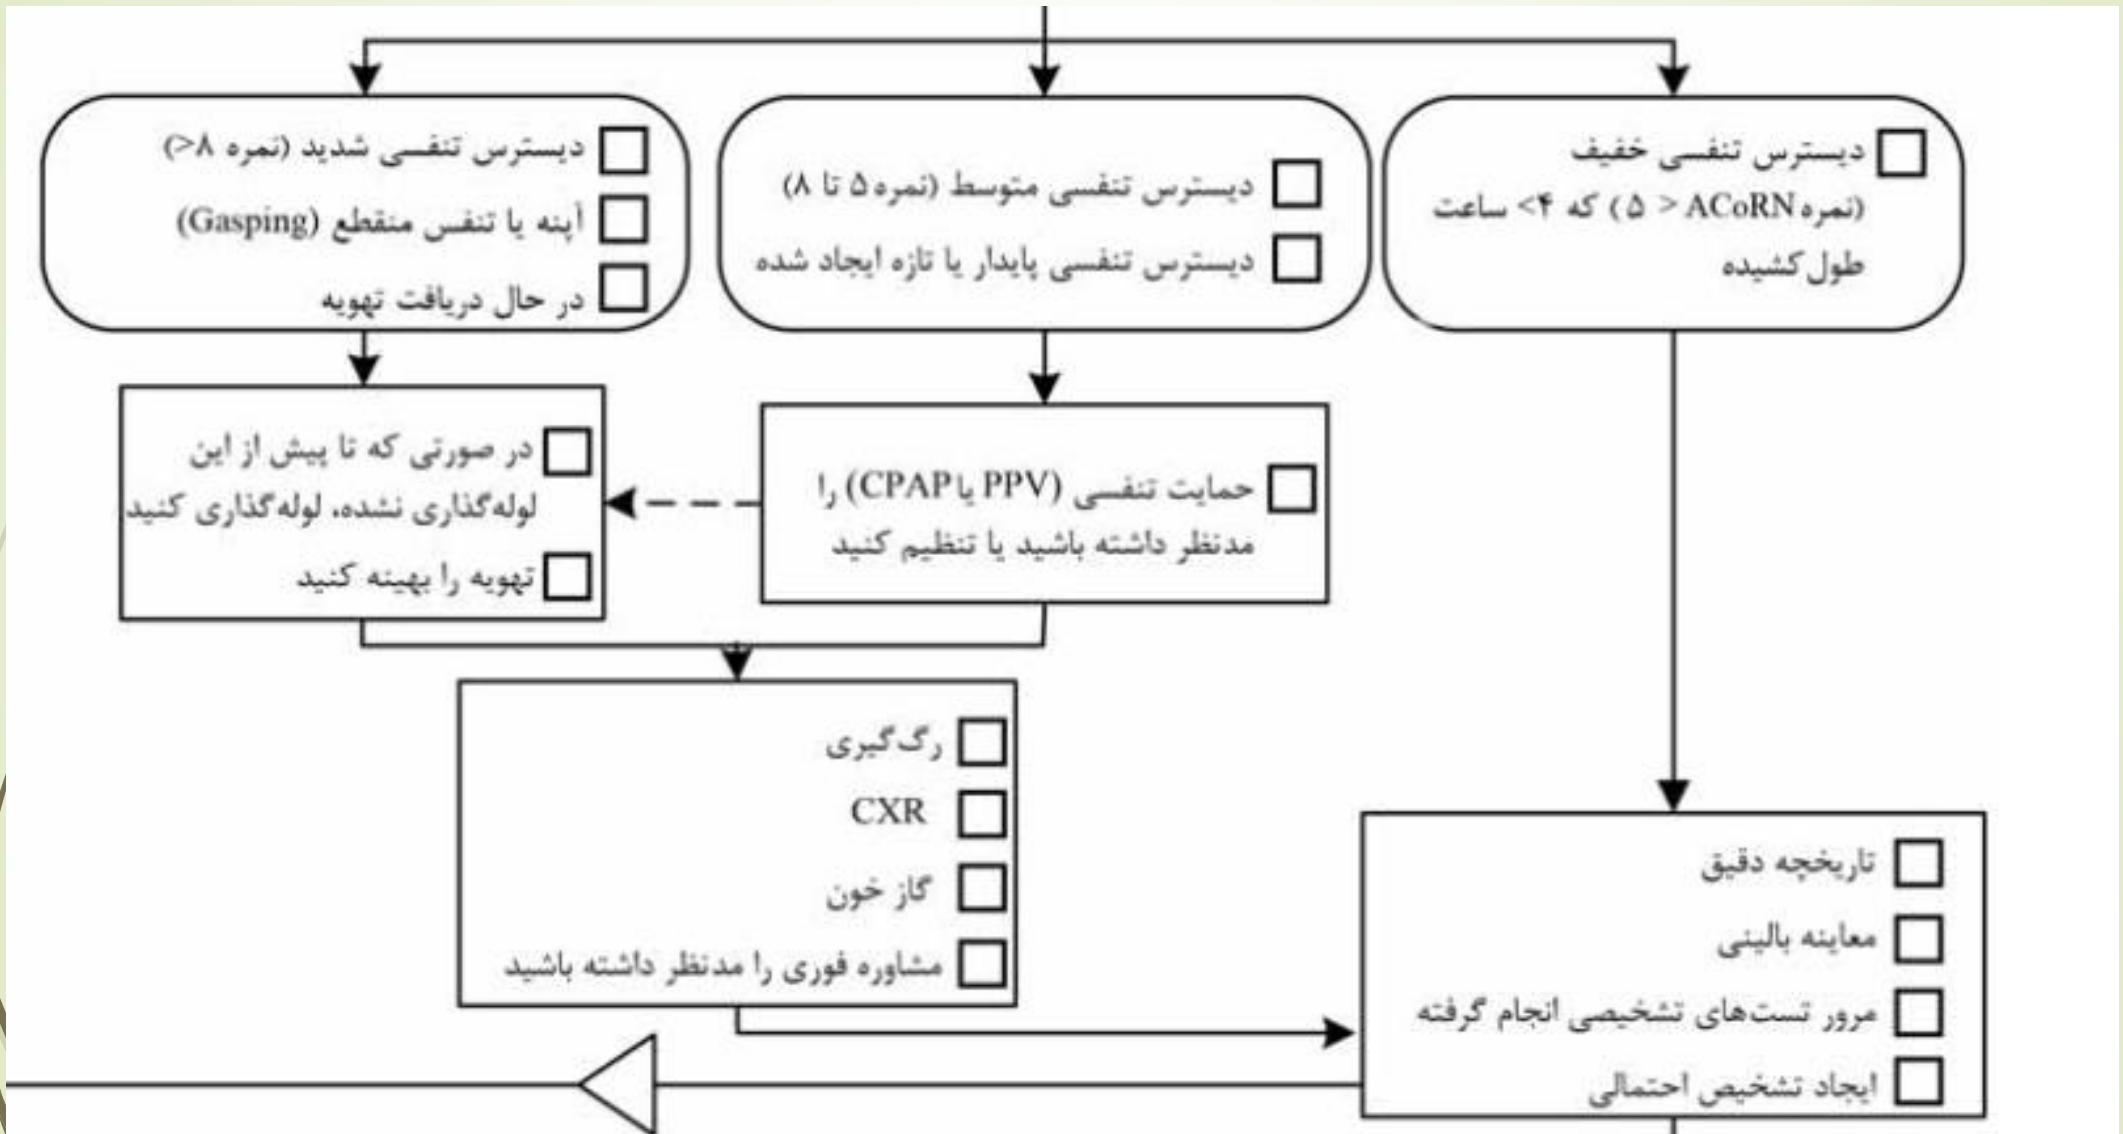 دیسترس تنفسی خفیف
(نمره ACoRN < ۵) که ۴> ساعت
طول کشیده
دیسترس تنفسی متوسط (نمره ۵ تا ۸)
دیسترس تنفسی پایدار یا تازه ایجاد شده
دیسترس تنفسی شدید (نمره ۸<)
آپنه یا تنفس منقطع (Gasping)
در حال دریافت تهویه
حمایت تنفسی (PPV یا CPAP) را
مدنظر داشته باشید یا تنظیم کنید
در صورتی که تا پیش از این
لوله‌گذاری نشده، لوله‌گذاری کنید
تهویه را بهینه کنید
رگ‌گیری
CXR
گاز خون
مشاوره فوری را مدنظر داشته باشید
تاریخچه دقیق
معاینه بالینی
مرور تست‌های تشخیصی انجام گرفته
ایجاد تشخیص احتمالی